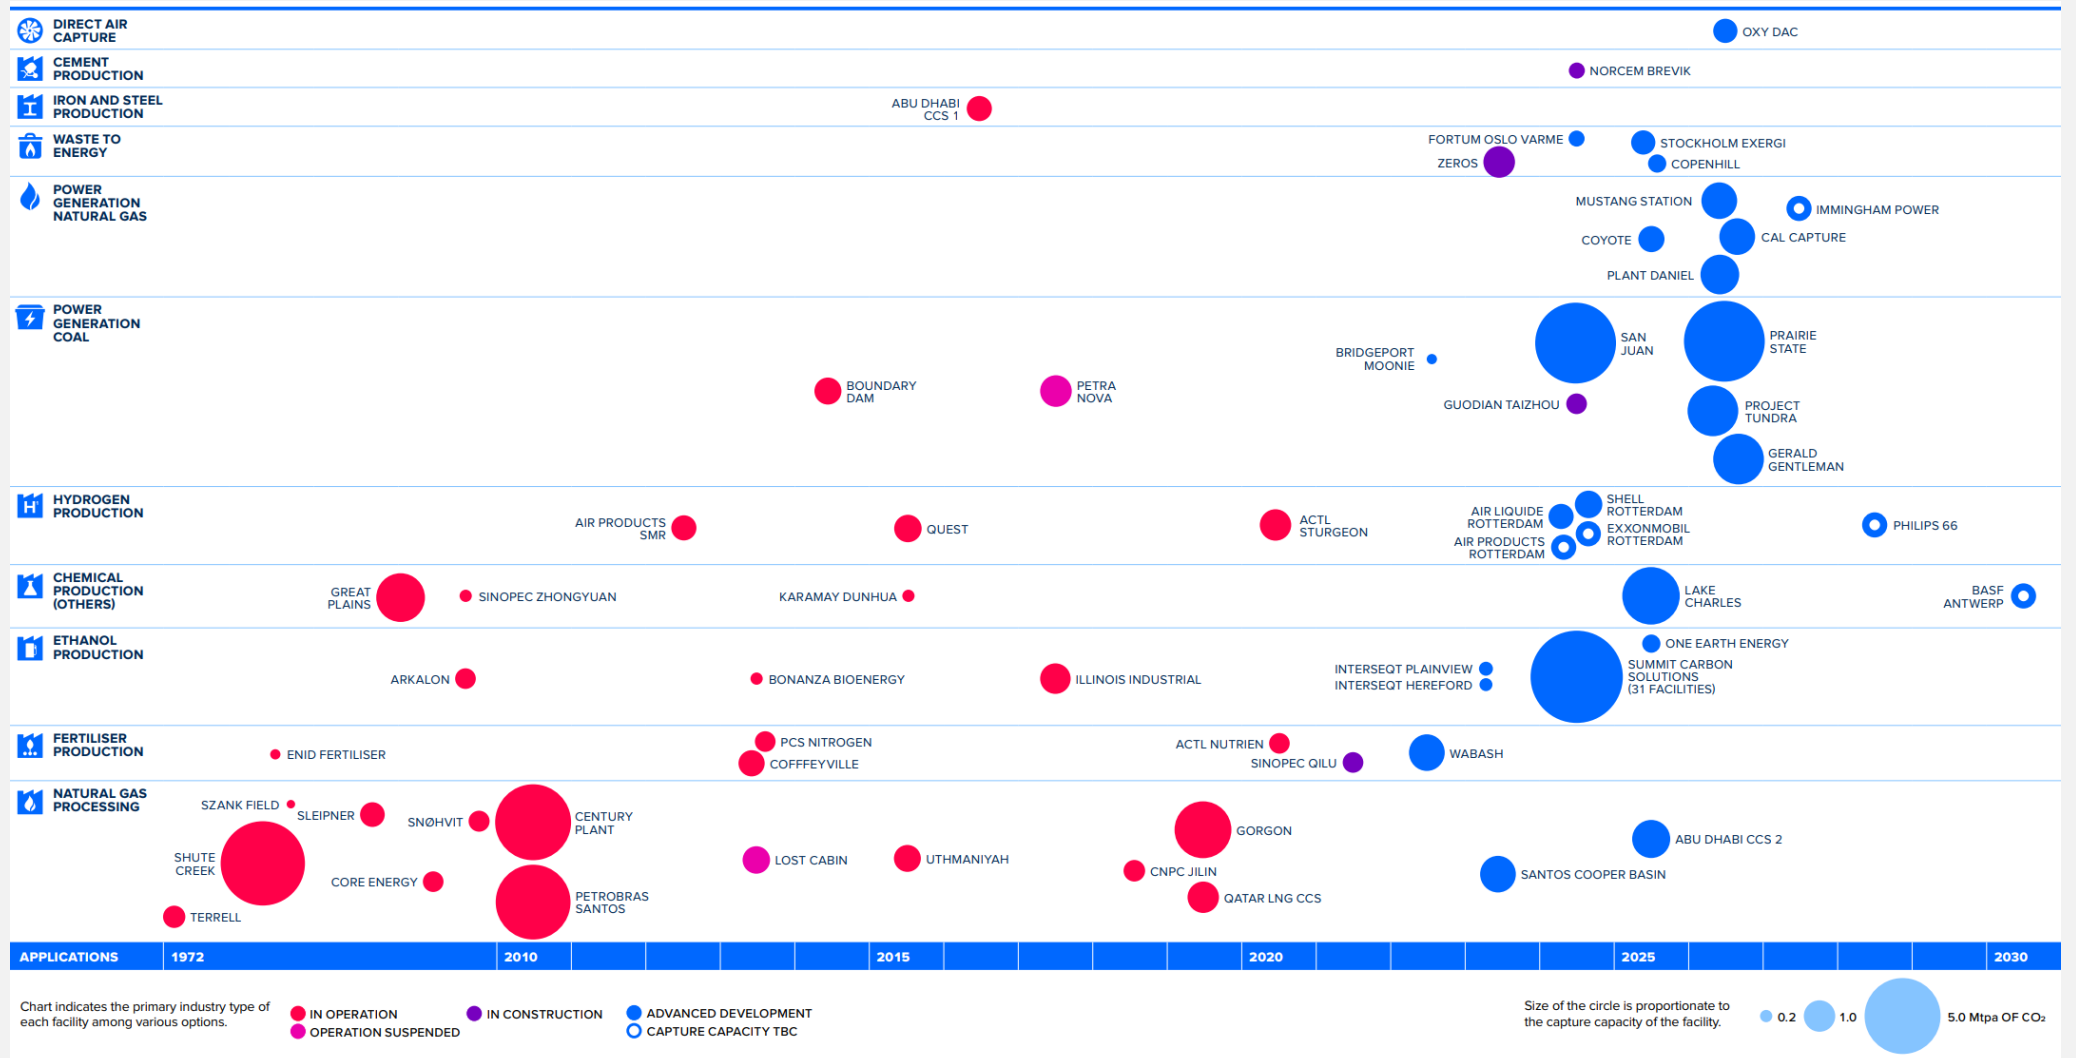 DIRECT AIR
CAPTURE
OXY DAC
CEMENT
PRODUCTION
NORCEM BREVIK
IRON AND STEEL
PRODUCTION
ABU DHABI
CCS 1
WASTE TO
ENERGY
FORTUM OSLO VARME
STOCKHOLM EXERGI
ZEROS
COPENHILL
POWER
GENERATION
NATURAL GAS
MUSTANG STATION
IMMINGHAM POWER
COYOTE
CAL CAPTURE
PLANT DANIEL
POWER
GENERATION
COAL
SAN
JUAN
PRAIRIE
STATE
BRIDGEPORT
MOONIE
BOUNDARY
DAM
PETRA
NOVA
GUODIAN TAIZHOU
PROJECT
TUNDRA
GERALD
GENTLEMAN
HYDROGEN
PRODUCTION
H
AIR PRODUCTS
SMR
QUEST
ACTL
STURGEON
AIR LIQUIDE
ROTTERDAM
SHELL
ROTTERDAM
AIR PRODUCTS
ROTTERDAM
EXXONMOBIL
ROTTERDAM
PHILIPS 66
CHEMICAL
PRODUCTION
(OTHERS)
GREAT
PLAINS
SINOPEC ZHONGYUAN
KARAMAY DUNHUA
LAKE
CHARLES
BASF
ANTWERP
ETHANOL
PRODUCTION
ONE EARTH ENERGY
ARKALON
BONANZA BIOENERGY
ILLINOIS INDUSTRIAL
INTERSEQT PLAINVIEW
INTERSEQT HEREFORD
SUMMIT CARBON
SOLUTIONS
(31 FACILITIES)
FERTILISER
PRODUCTION
ENID FERTILISER
PCS NITROGEN
COFFFEYVILLE
ACTL NUTRIEN
SINOPEC QILU
WABASH
NATURAL GAS
PROCESSING
SZANK FIELD
SLEIPNER
SNØHVIT
CENTURY
PLANT
GORGON
ABU DHABI CCS 2
SHUTE
CREEK
LOST CABIN
UTHMANIYAH
CNPC JILIN
SANTOS COOPER BASIN
CORE ENERGY
PETROBRAS
SANTOS
QATAR LNG CCS
TERRELL
APPLICATIONS
1972
2010
2015
2020
2025
2030
Chart indicates the primary industry type of
each facility among various options.
IN OPERATION
OPERATION SUSPENDED
IN CONSTRUCTION
ADVANCED DEVELOPMENT
CAPTURE CAPACITY TBC
Size of the circle is proportionate to
the capture capacity of the facility.
0.2
1.0
5.0 Mtpa OF CO₂